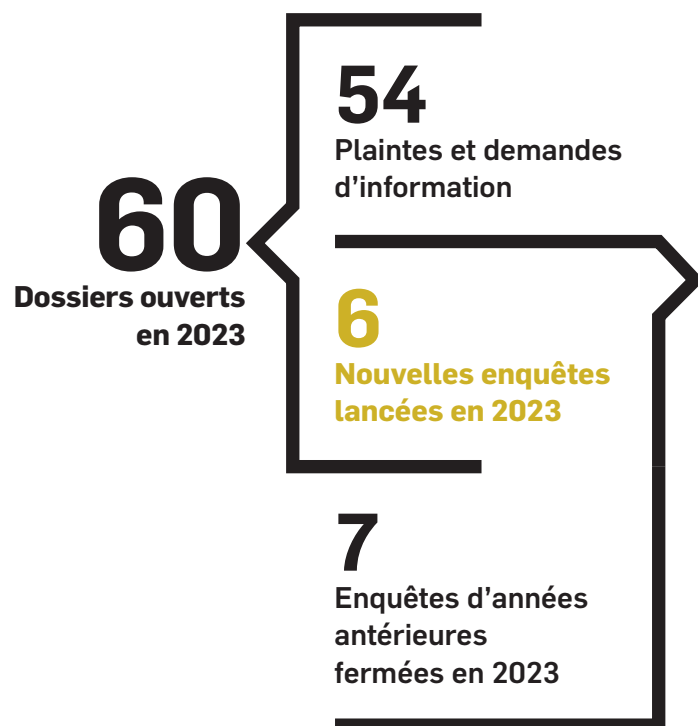 60
Dossiers ouverts
en 2023
54
Plaintes et demandes
d’information
6
Nouvelles enquêtes
lancées en 2023
7
Enquêtes d’années
antérieures
fermées en 2023